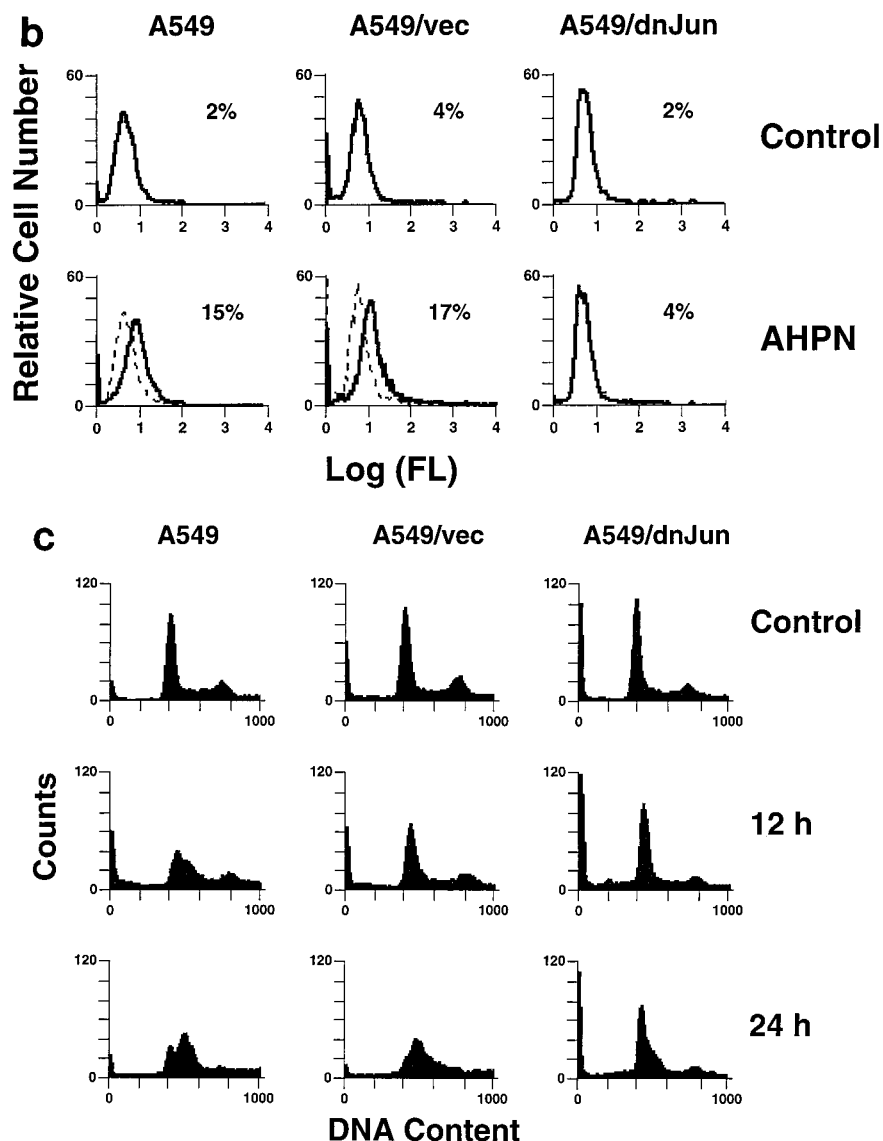 b
A549 A549/vec A549/dnJun
Relative Cell Number
60 60 60
2% 4% 2%
Control
0 0 0
0 1 2 3 4 0 1 2 3 4 0 1 2 3 4
60 60 60
15% 17% 4%
AHPN
0 0 0
0 1 2 3 4 0 1 2 3 4 0 1 2 3 4
Log (FL)
c
A549 A549/vec A549/dnJun
Counts
120 120 120
Control
0 0 0
0 1000 0 1000 0 1000
120 120 120
12 h
0 0 0
0 1000 0 1000 0 1000
120 120 120
24 h
0 0 0
0 1000 0 1000 0 1000
DNA Content